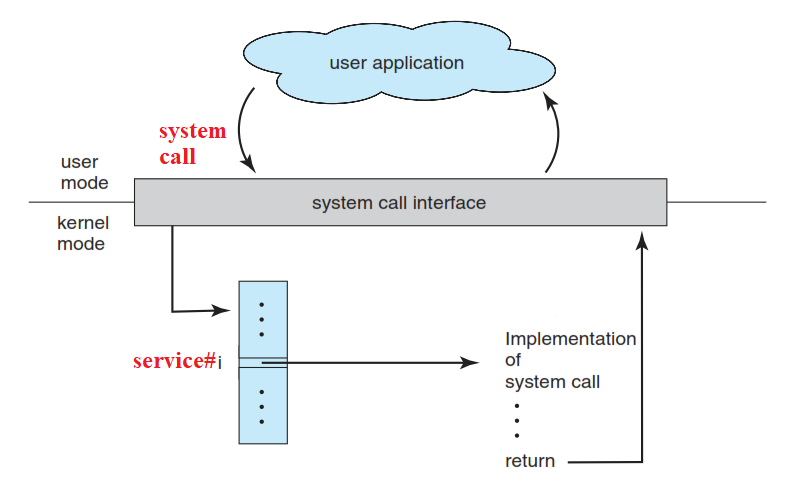 user application
system
call
user
mode
system call interface
kernel
mode
service#i
Implementation
of
system call
return